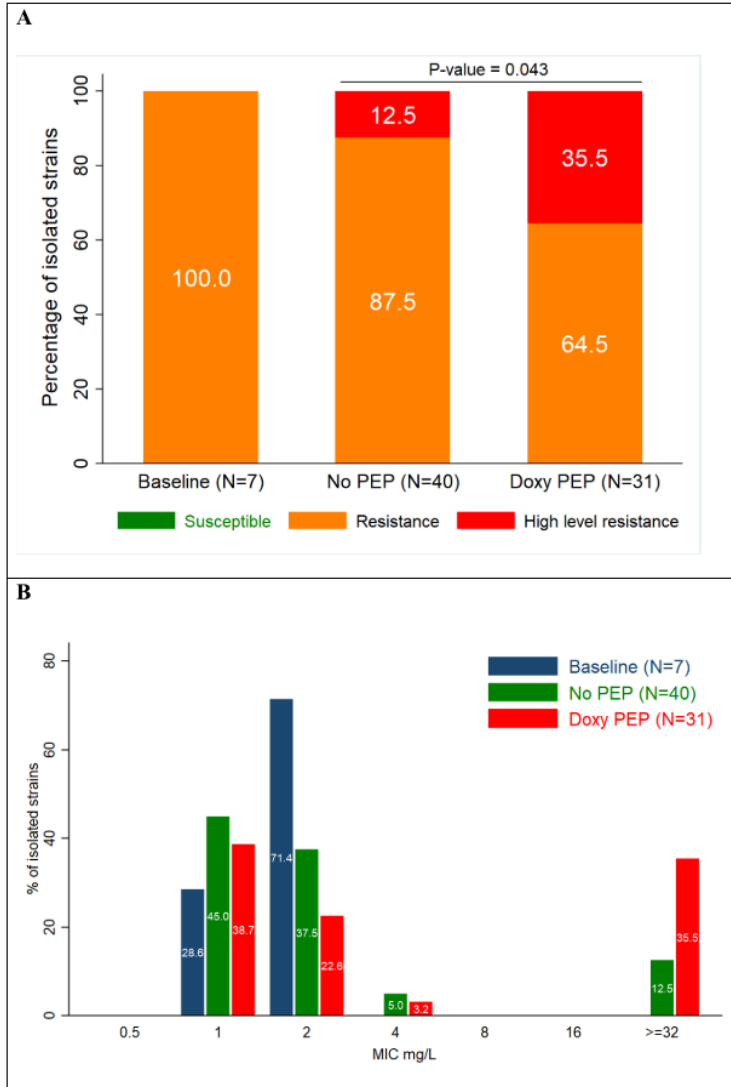 A
P-value = 0.043
Percentage of isolated strains
100
80
60
40
20
0
100.0
12.5
87.5
35.5
64.5
Baseline (N=7) No PEP (N=40) Doxy PEP (N=31)
Susceptible Resistance High level resistance
B
% of isolated strains
80
60
40
20
0
Baseline (N=7)
No PEP (N=40)
Doxy PEP (N=31)
28.6
45.0
38.7
71.4
37.5
22.6
5.0
3.2
12.5
35.5
0.5 1 2 4 8 16 >=32
MIC mg/L